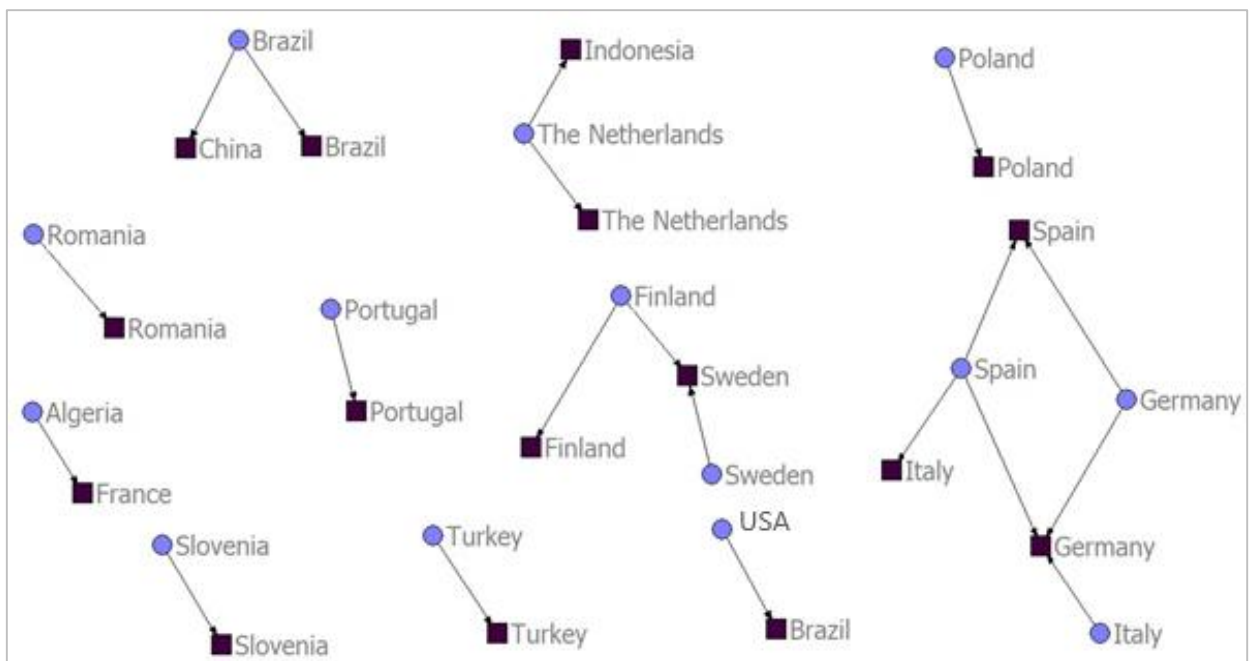 Brazil
China
Brazil
Indonesia
The Netherlands
The Netherlands
Poland
Poland
Romania
Romania
Portugal
Portugal
Finland
Sweden
Finland
Sweden
Spain
Spain
Germany
Italy
Germany
Italy
Algeria
France
Slovenia
Slovenia
Turkey
Turkey
USA
Brazil